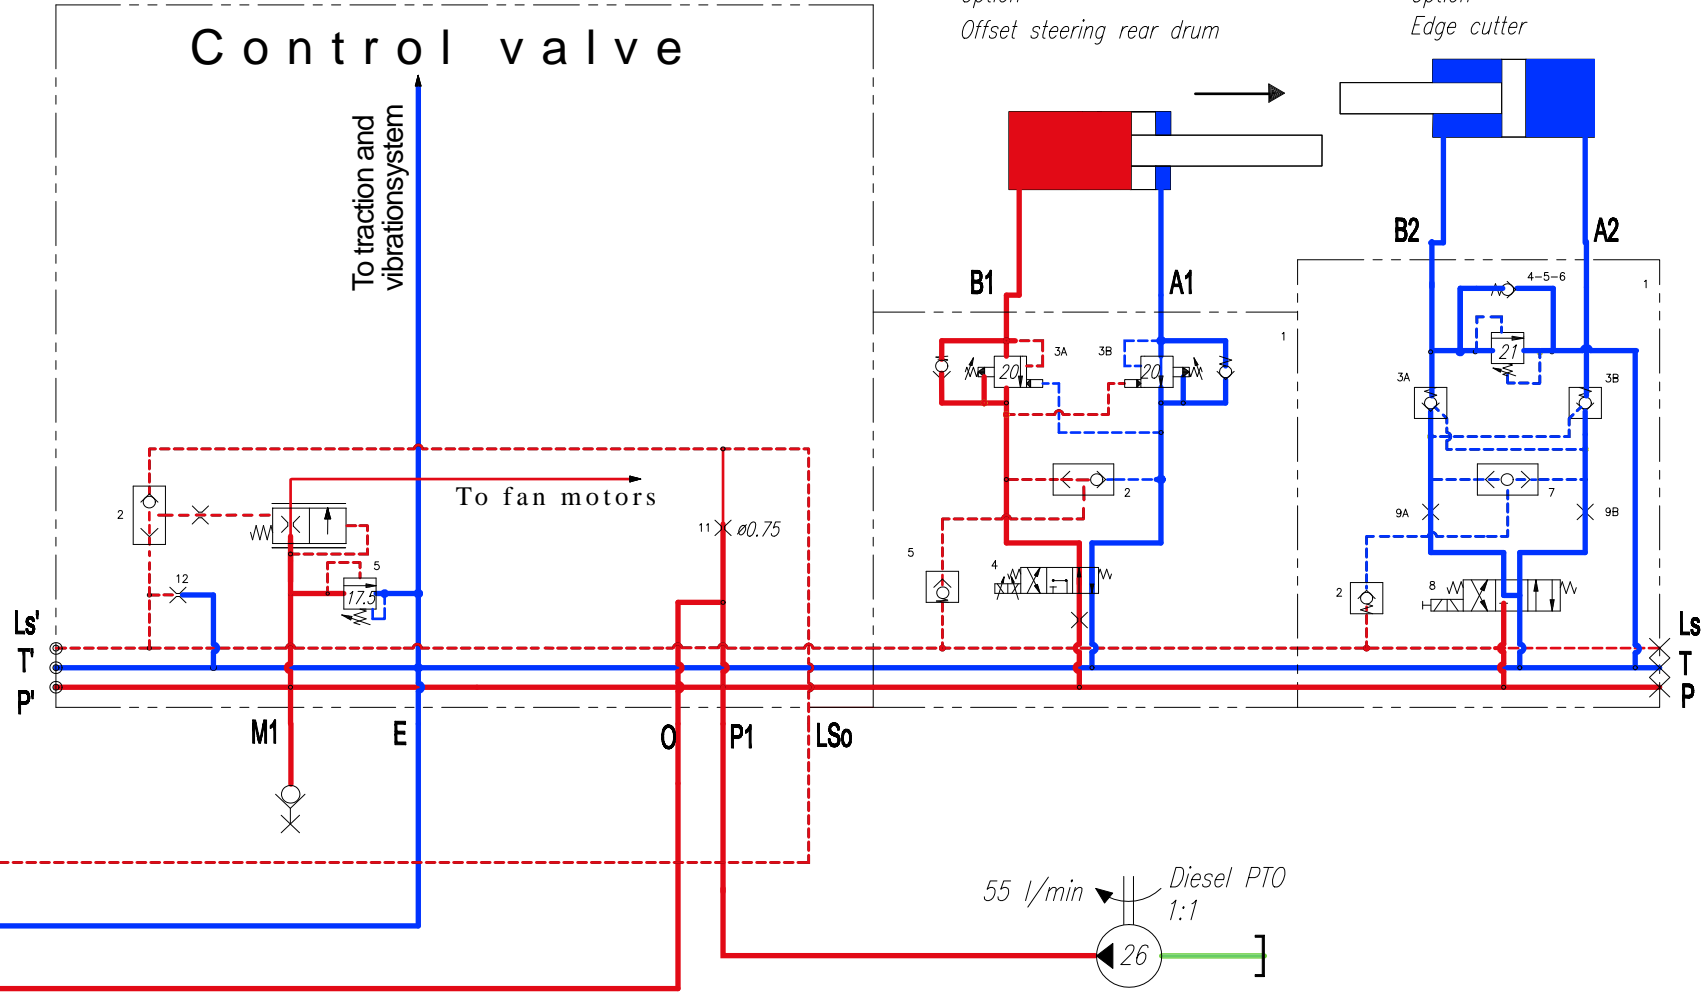 option
Offset steering rear drum
option
Edge cutter
Control valve
To traction and
vibrationsystem
B1
A1
B2
A2
4-5-6
1
1
3A
3B
20
20
21
3A
3B
To fan motors
2
11
ø0.75
2
7
9A
9B
5
12
5
17.5
4
2
8
Ls'
T'
P'
Ls
T
P
M1
E
O
P1
LSo
55 l/min
Diesel PTO
1:1
26